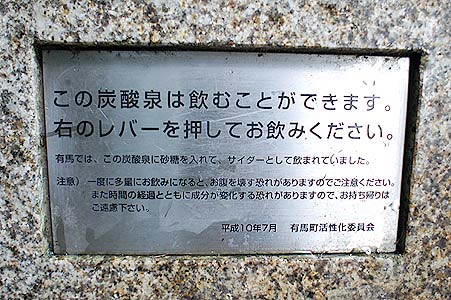 この炭酸泉は飲むことができます。
右のレバーを押してお飲みください。
有馬では、この炭酸泉に砂糖を入れて、サイダーとして飲まれていました。
注意） 一度に多量にお飲みになると、お腹を壊す恐れがありますのでご注意ください。
また時間の経過とともに成分が変化する恐れがありますので、お持ち帰りは
ご遠慮下さい。
平成10年7月 有馬町活性化委員会